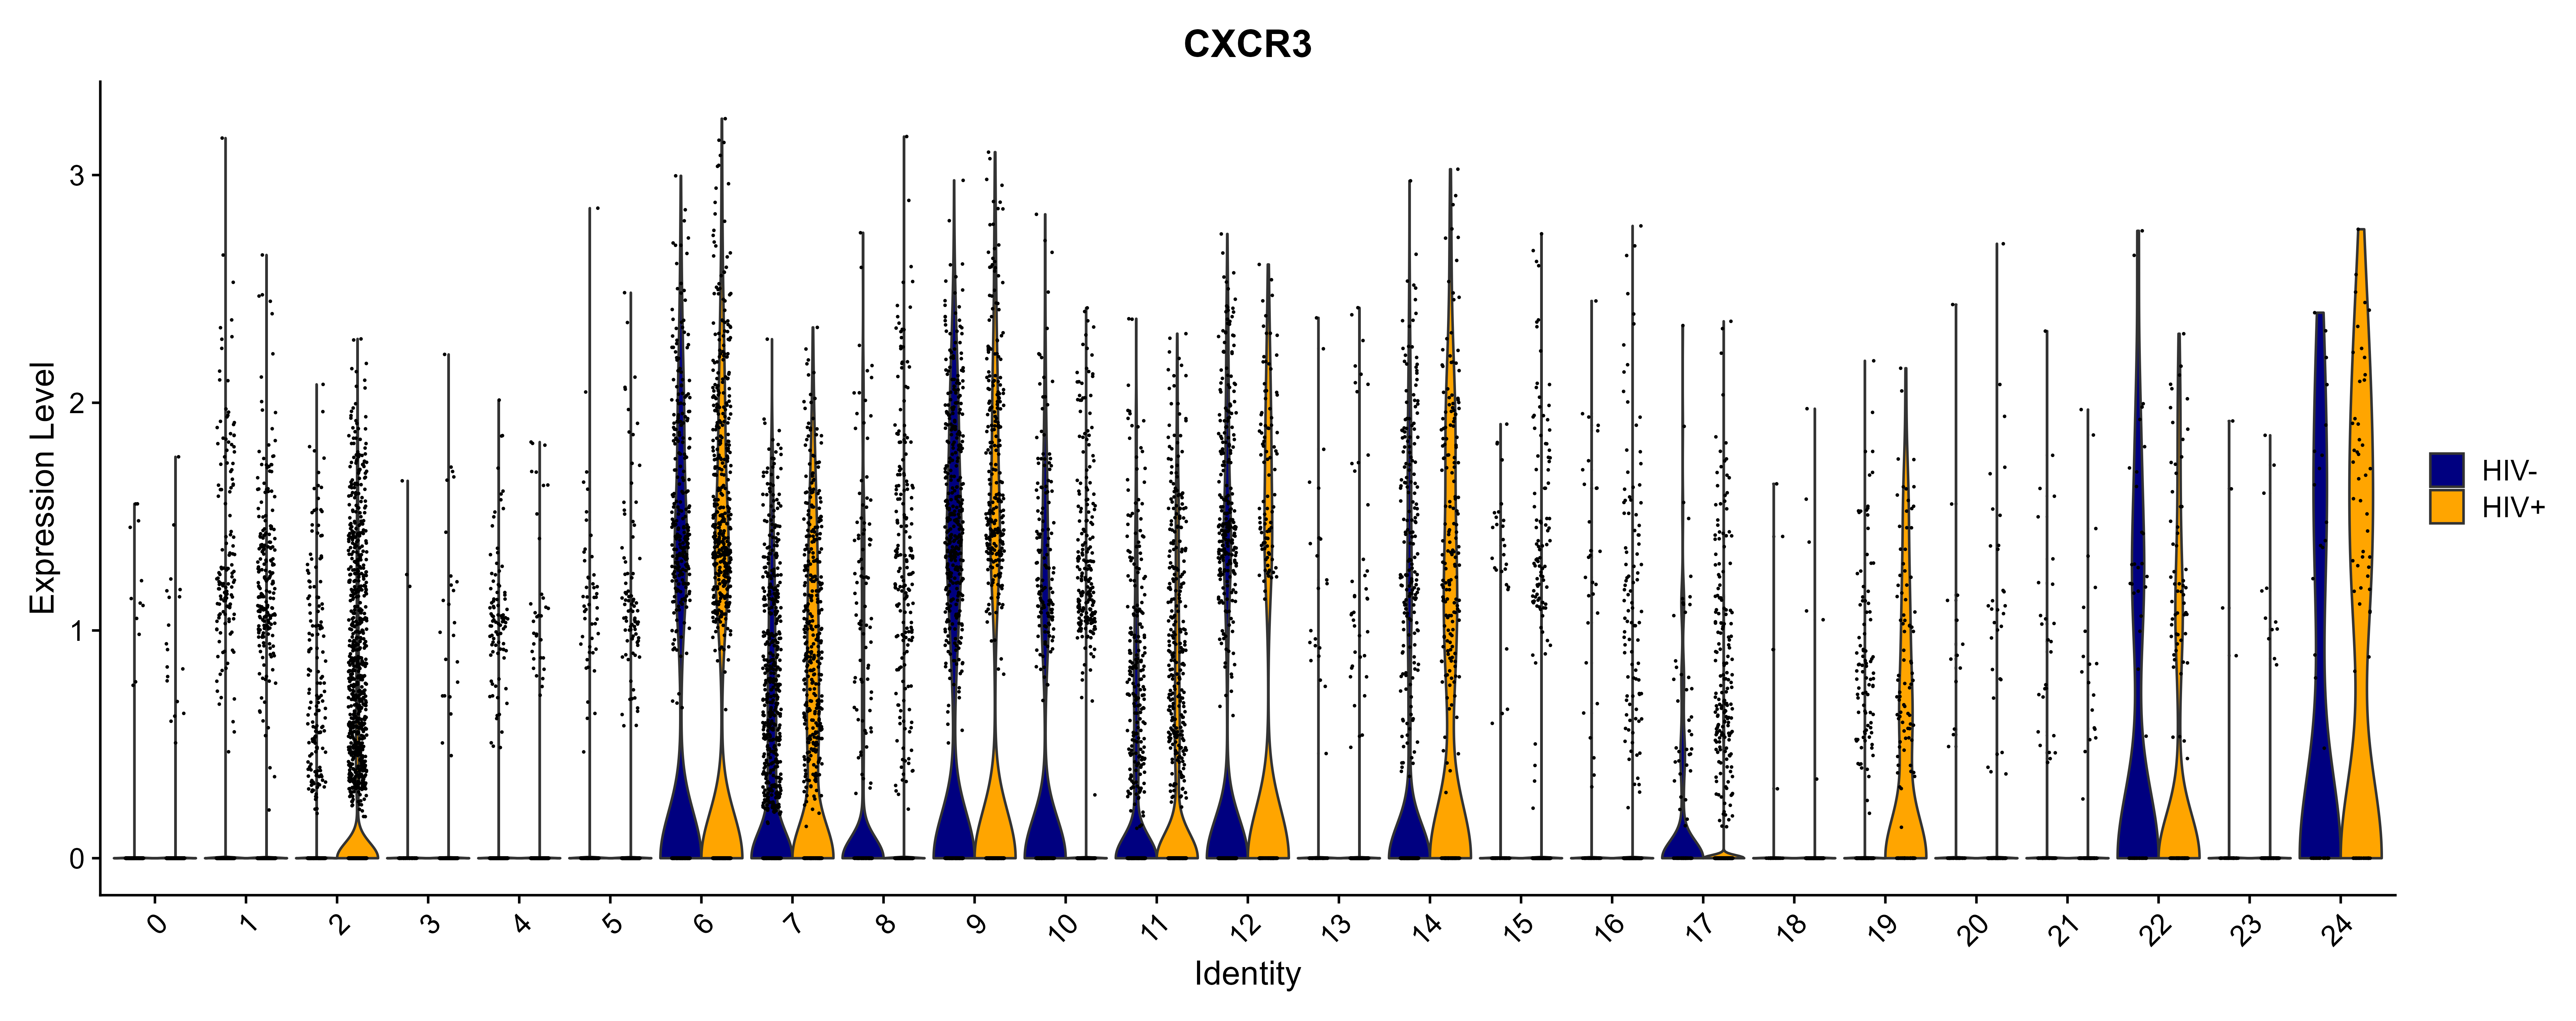 CXCR3
Expression Level
3
2
1
0
0 1 2 3 4 5 6 7 8 9 10 11 12 13 14 15 16 17 18 19 20 21 22 23 24
Identity
HIV-
HIV+